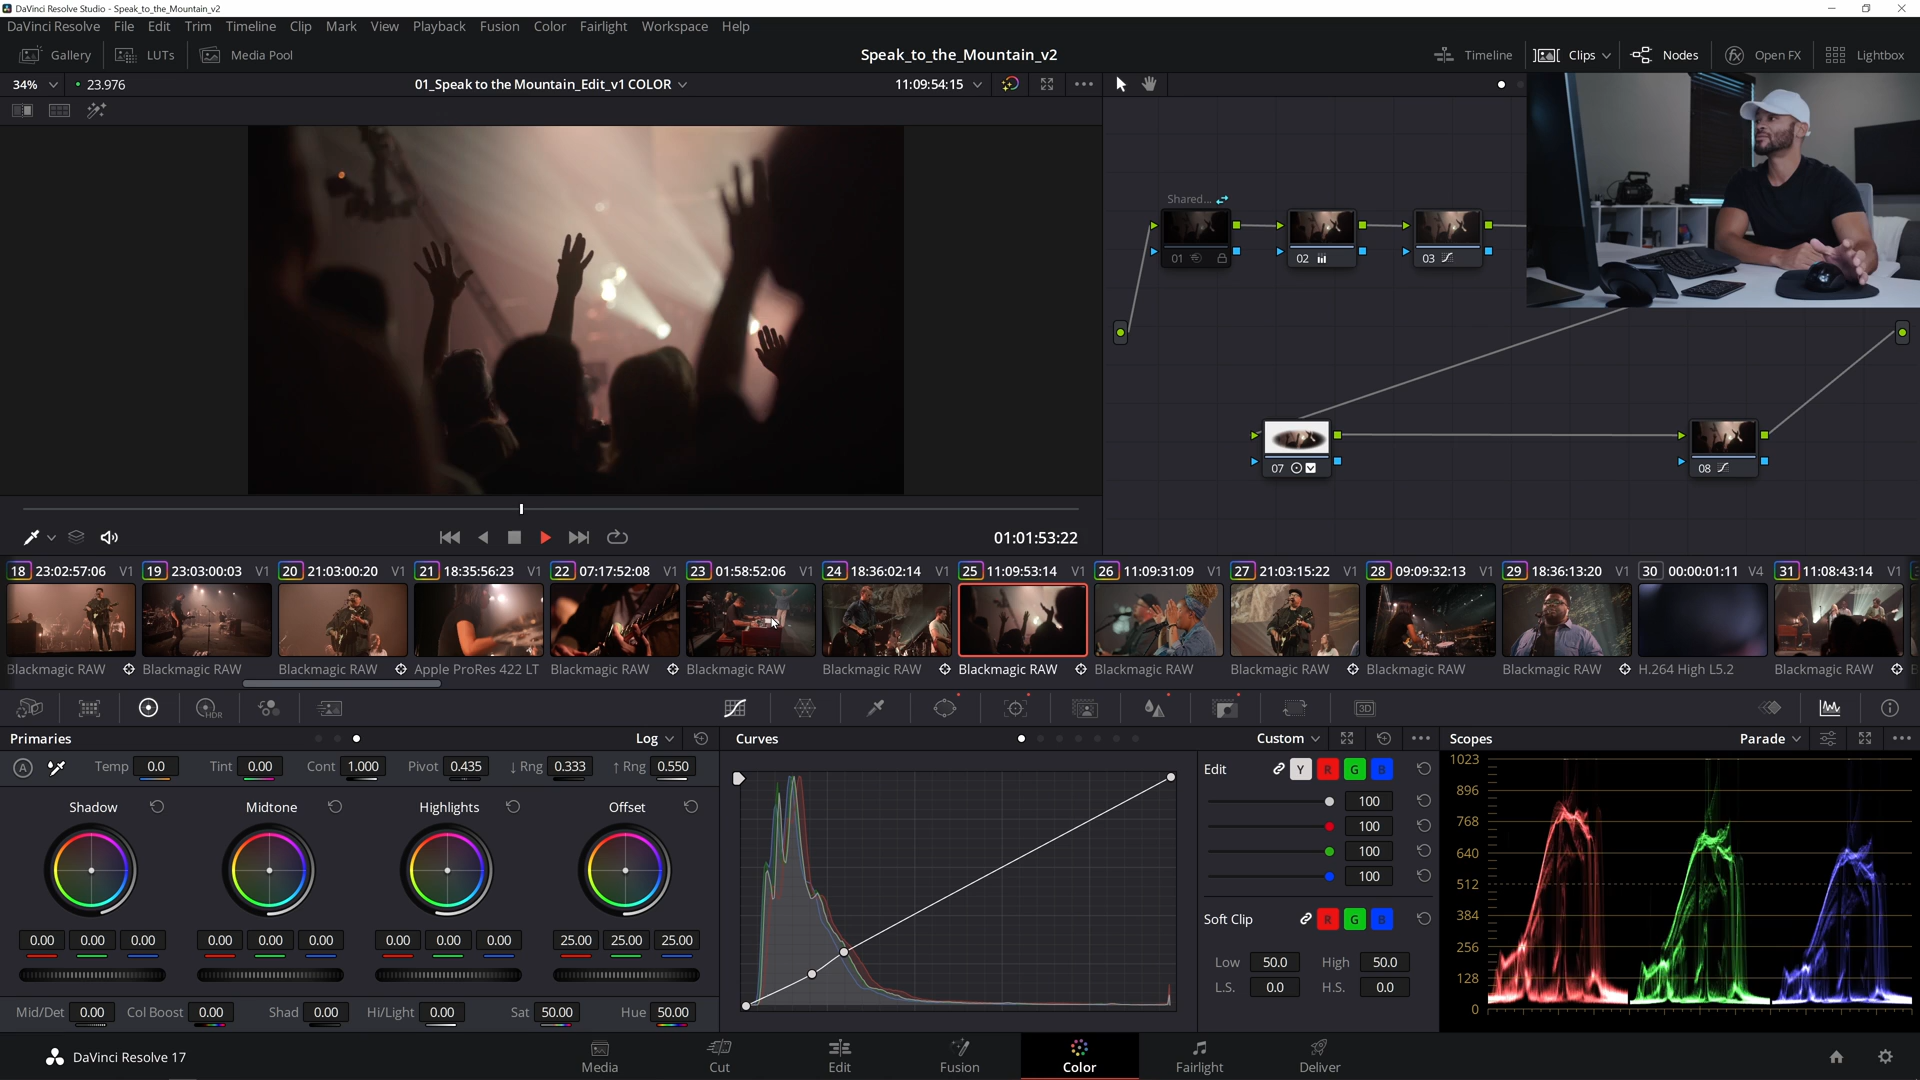 DaVinci Resolve Studio - Speak_to_the_Mountain_v2
DaVinci Resolve File Edit Trim Timeline Clip Mark View Playback Fusion Color Fairlight Workspace Help
Gallery LUTs Media Pool Speak_to_the_Mountain_v2 Timeline Clips Nodes Open FX Lightbox
34% 23.976 01_Speak to the Mountain_Edit_v1 COLOR 11:09:54:15
Shared...
01 02 03
07 08
01:01:53:22
18 23:02:57:06 V1 19 23:03:00:03 V1 20 21:03:00:20 V1 21 18:35:56:23 V1 22 07:17:52:08 V1 23 01:58:52:06 V1 24 18:36:02:14 V1 25 11:09:53:14 V1 26 11:09:31:09 V1 27 21:03:15:22 V1 28 09:09:32:13 V1 29 18:36:13:20 V1 30 00:00:01:11 V4 31 11:08:43:14 V1
Blackmagic RAW Blackmagic RAW Blackmagic RAW Apple ProRes 422 LT Blackmagic RAW Blackmagic RAW Blackmagic RAW Blackmagic RAW Blackmagic RAW Blackmagic RAW Blackmagic RAW Blackmagic RAW H.264 High L5.2 Blackmagic RAW
HDR 3D
Primaries Log Curves Custom Scopes Parade
A Temp 0.0 Tint 0.00 Cont 1.000 Pivot 0.435 ↓ Rng 0.333 ↑ Rng 0.550
Shadow Midtone Highlights Offset
0.00 0.00 0.00 0.00 0.00 0.00 0.00 0.00 0.00 25.00 25.00 25.00
Mid/Det 0.00 Col Boost 0.00 Shad 0.00 Hi/Light 0.00 Sat 50.00 Hue 50.00
Edit Y R G B
100
100
100
100
Soft Clip R G B
Low 50.0 High 50.0
L.S. 0.0 H.S. 0.0
1023
896
768
640
512
384
256
128
0
DaVinci Resolve 17 Media Cut Edit Fusion Color Fairlight Deliver